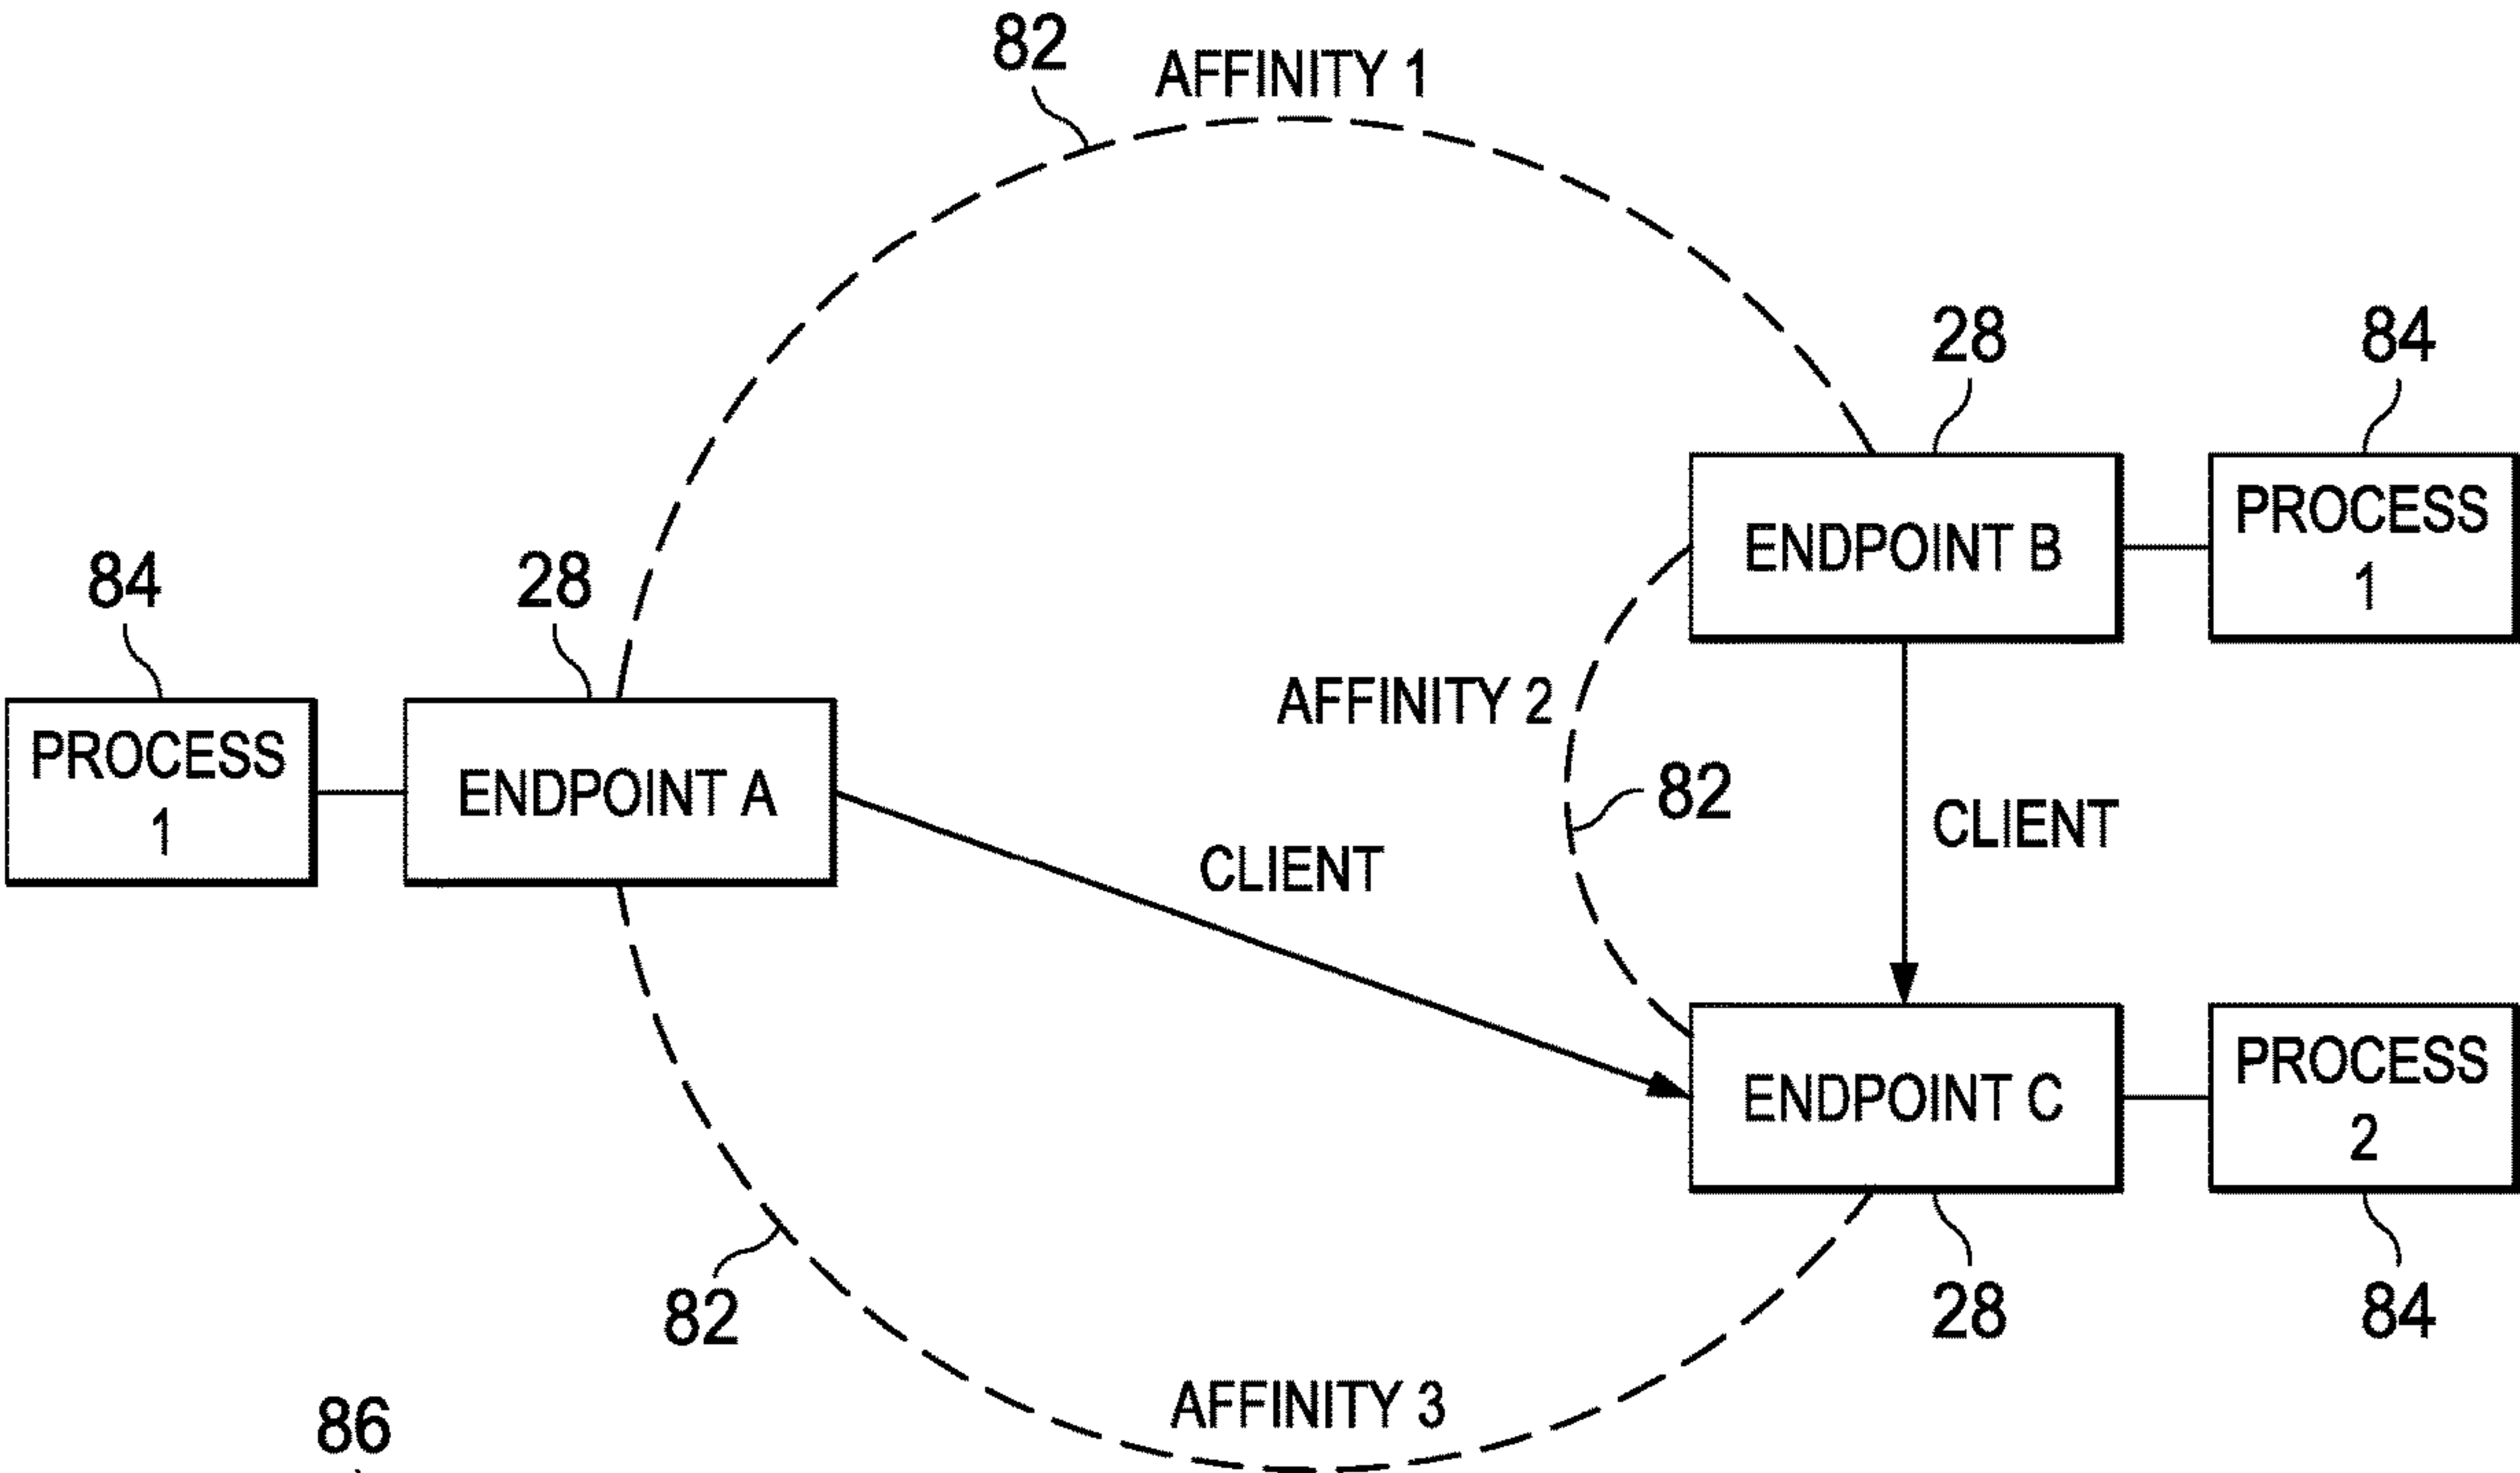 82
AFFINITY 1
28
84
ENDPOINT B
PROCESS
1
84
28
PROCESS
1
ENDPOINT A
AFFINITY 2
82
CLIENT
CLIENT
ENDPOINT C
PROCESS
2
82
28
84
AFFINITY 3
86